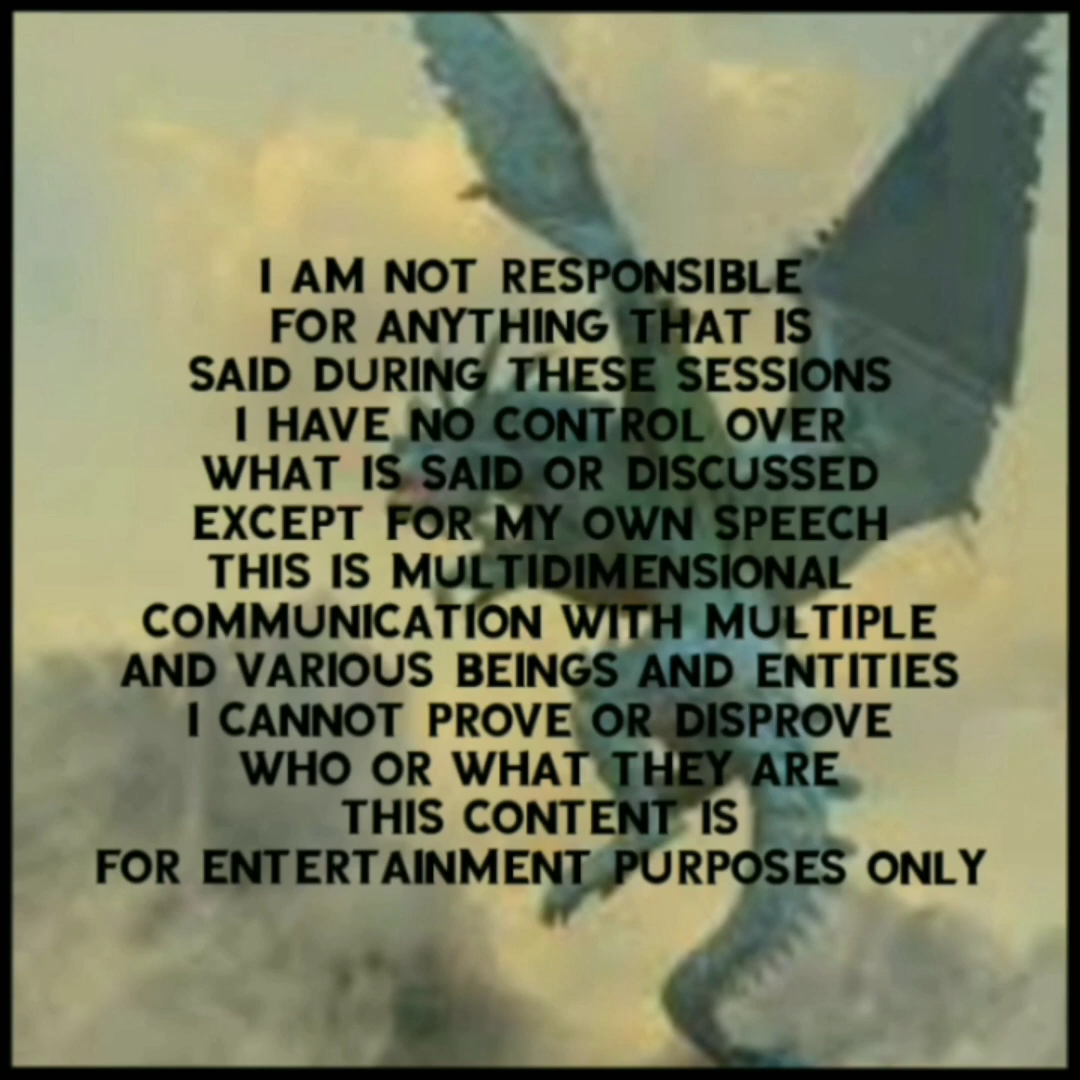 I AM NOT RESPONSIBLE
FOR ANYTHING THAT IS
SAID DURING THESE SESSIONS
I HAVE NO CONTROL OVER
WHAT IS SAID OR DISCUSSED
EXCEPT FOR MY OWN SPEECH
THIS IS MULTIDIMENSIONAL
COMMUNICATION WITH MULTIPLE
AND VARIOUS BEINGS AND ENTITIES
I CANNOT PROVE OR DISPROVE
WHO OR WHAT THEY ARE
THIS CONTENT IS
FOR ENTERTAINMENT PURPOSES ONLY